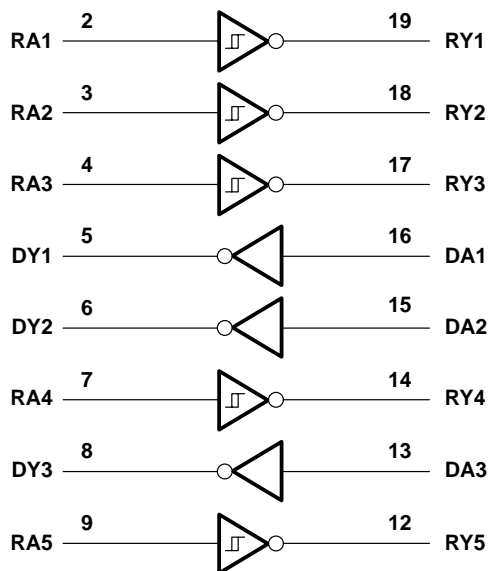 RA1 2 19 RY1
RA2 3 18 RY2
RA3 4 17 RY3
DY1 5 16 DA1
DY2 6 15 DA2
RA4 7 14 RY4
DY3 8 13 DA3
RA5 9 12 RY5